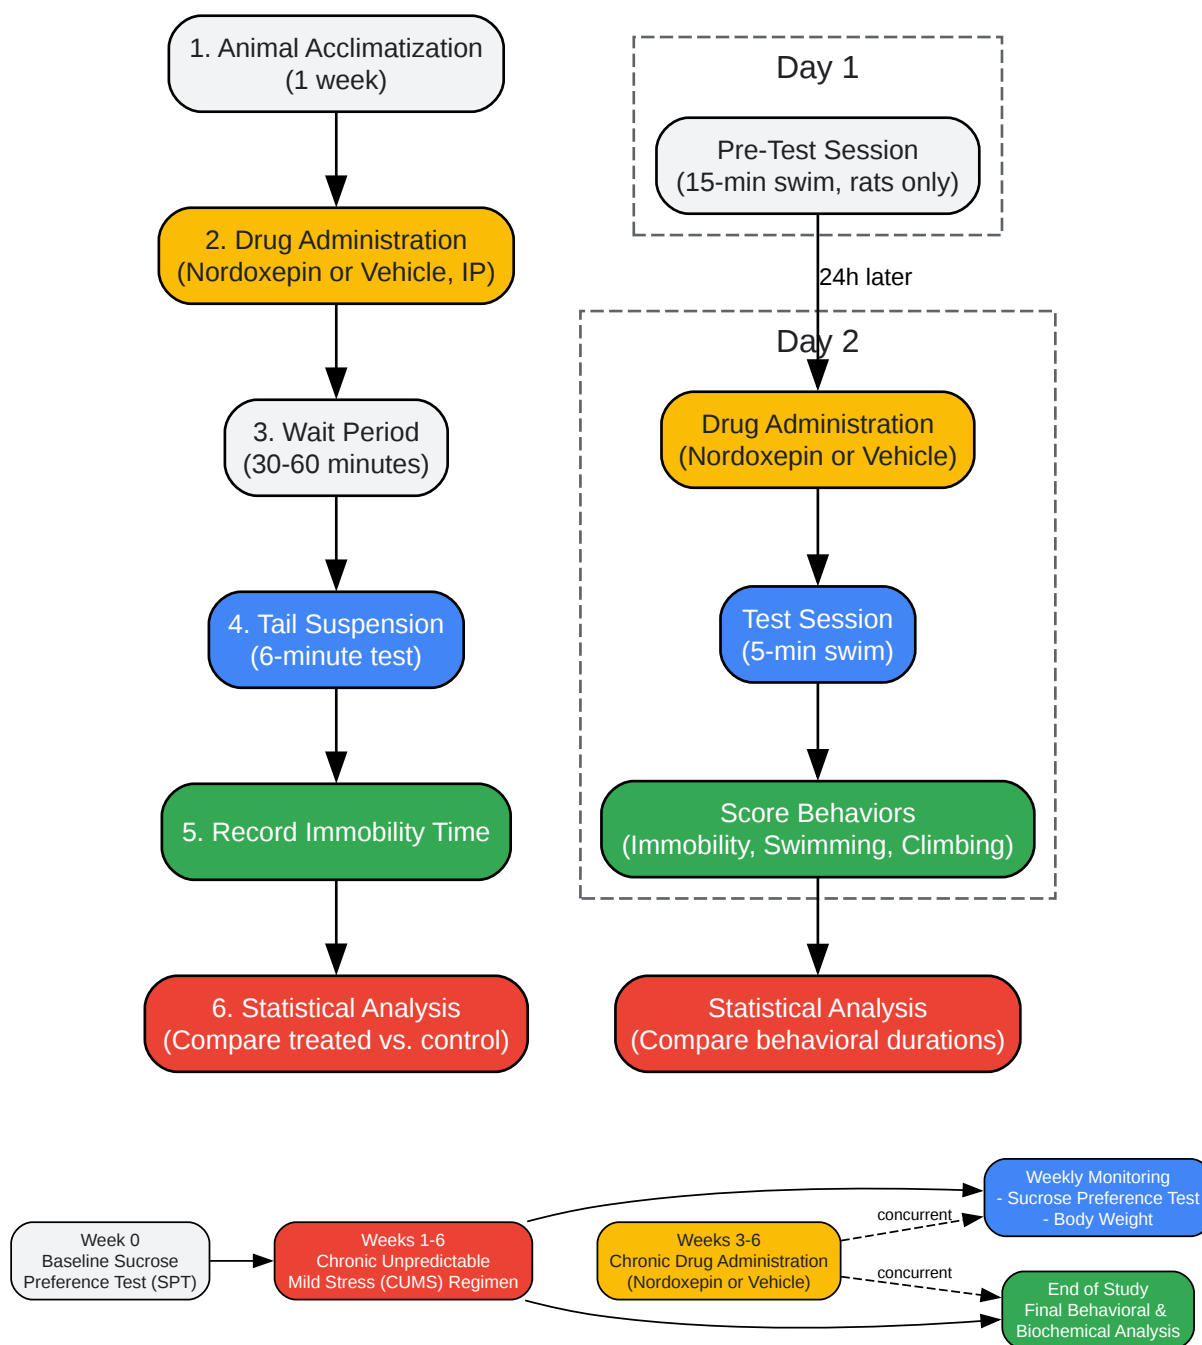 1. Animal Acclimatization
(1 week)
2. Drug Administration
(Nordoxepin or Vehicle, IP)
3. Wait Period
(30-60 minutes)
4. Tail Suspension
(6-minute test)
5. Record Immobility Time
6. Statistical Analysis
(Compare treated vs. control)
Day 1
Pre-Test Session
(15-min swim, rats only)
24h later
Day 2
Drug Administration
(Nordoxepin or Vehicle)
Test Session
(5-min swim)
Score Behaviors
(Immobility, Swimming, Climbing)
Statistical Analysis
(Compare behavioral durations)
Week 0
Baseline Sucrose
Preference Test (SPT)
Weeks 1-6
Chronic Unpredictable
Mild Stress (CUMS) Regimen
Weeks 3-6
Chronic Drug Administration
(Nordoxepin or Vehicle)
concurrent
concurrent
Weekly Monitoring
- Sucrose Preference Test
- Body Weight
End of Study
Final Behavioral &
Biochemical Analysis